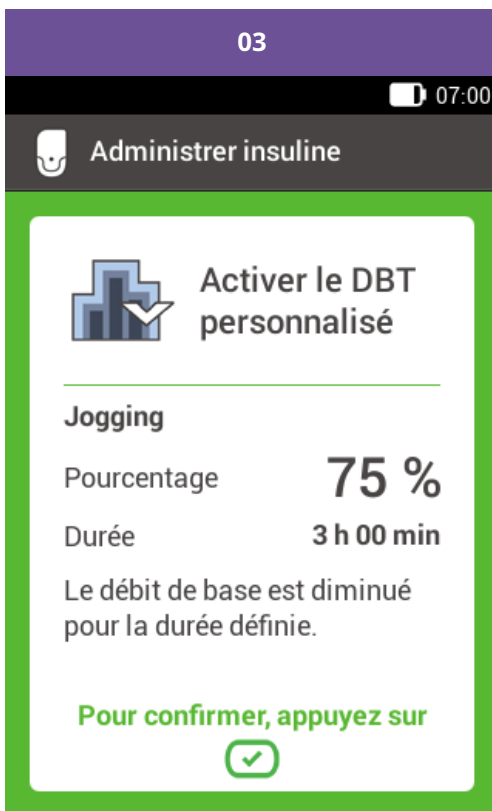 03
07:00
Administrer insuline
Activer le DBT
personnalisé
Jogging
Pourcentage 75 %
Durée 3 h 00 min
Le débit de base est diminué
pour la durée définie.
Pour confirmer, appuyez sur